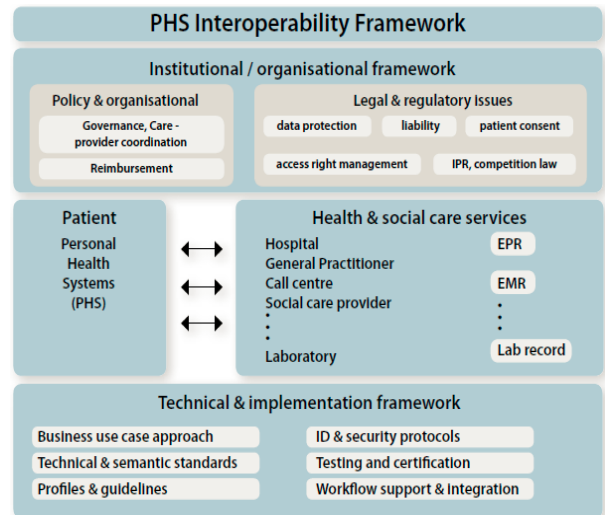 PHS Interoperability Framework
Institutional / organisational framework
Policy & organisational
Governance, Care -
provider coordination
Reimbursement
Legal & regulatory issues
data protection
liability
patient consent
access right management
IPR, competition law
Patient
Personal
Health
Systems
(PHS)
Health & social care services
Hospital
EPR
General Practitioner
Call centre
EMR
Social care provider
Laboratory
Lab record
Technical & implementation framework
Business use case approach
Technical & semantic standards
Profiles & guidelines
ID & security protocols
Testing and certification
Workflow support & integration